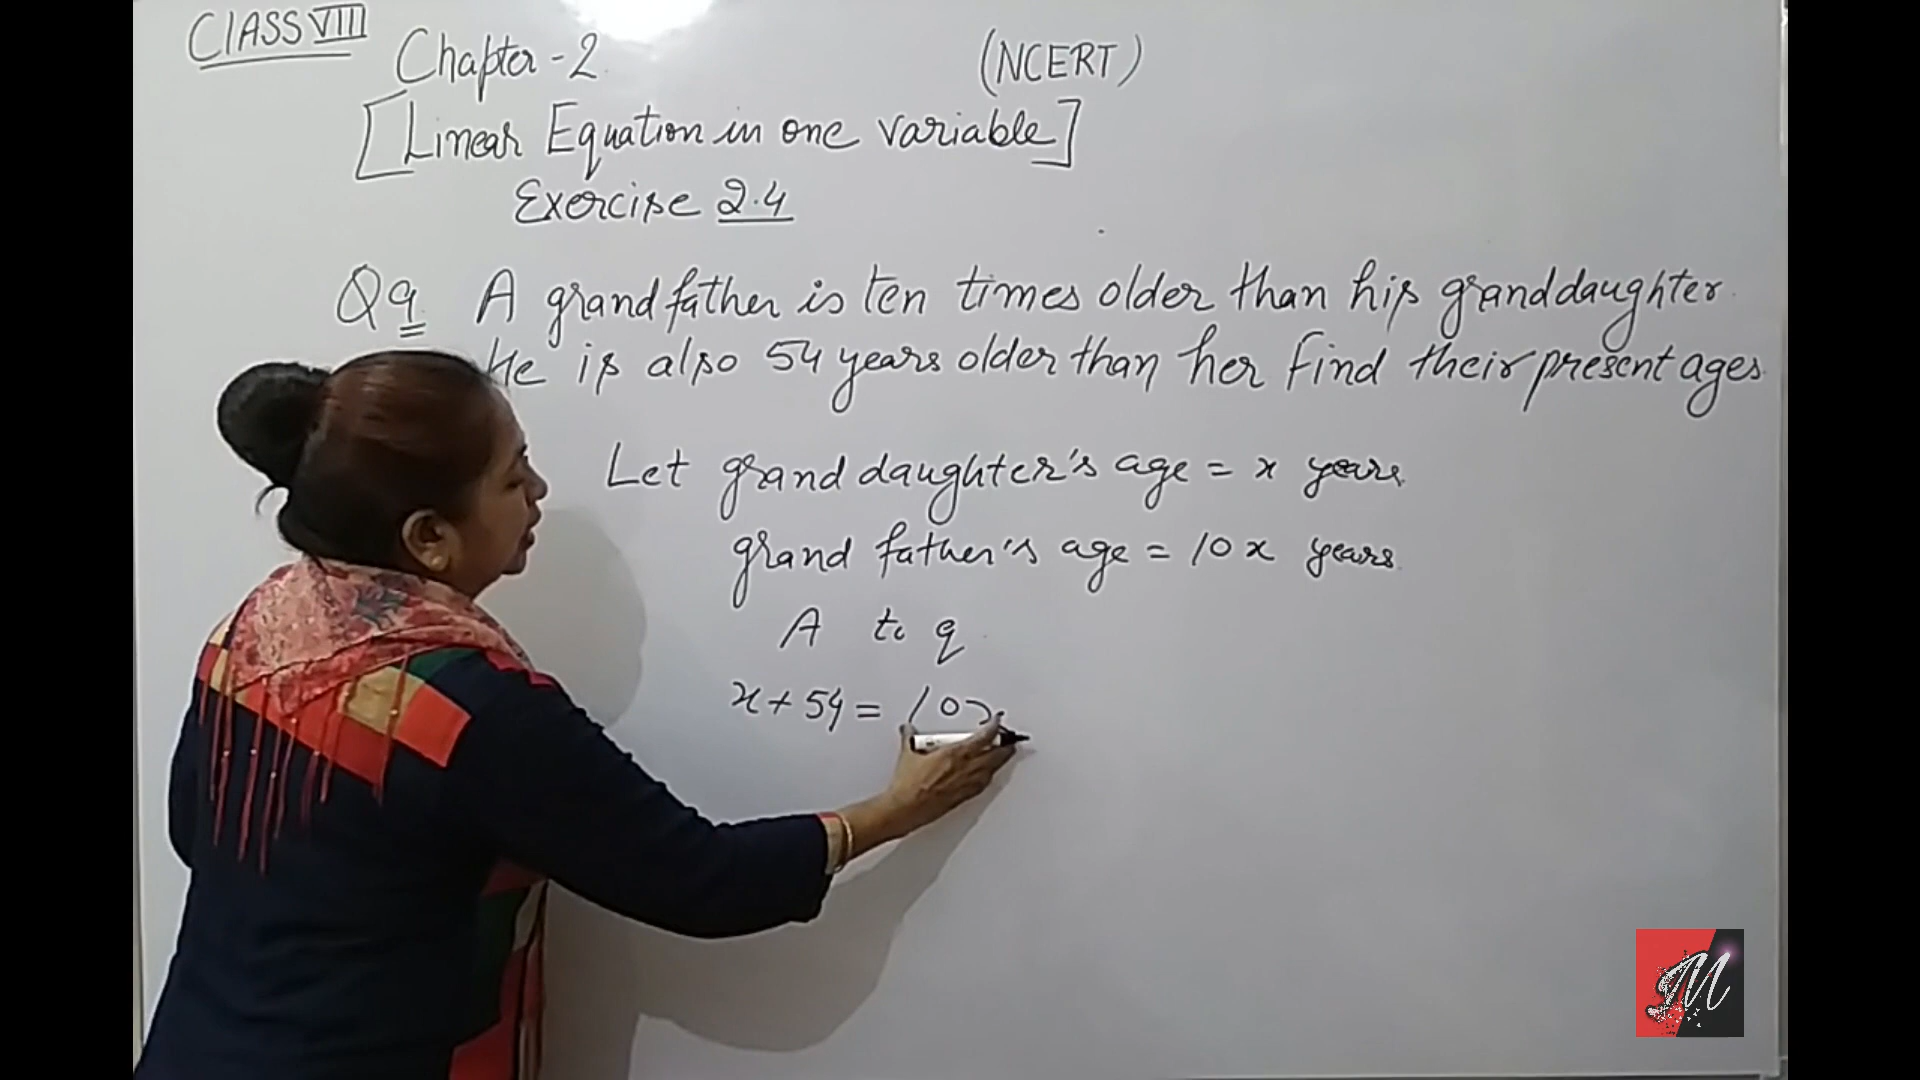 CLASS VIII
Chapter - 2
(NCERT)
[Linear Equation in one variable]
Exercise 2.4
Q9 A grandfather is ten times older than his granddaughter.
He is also 54 years older than her find their present ages.
Let grand daughter's age = x years
grand father's age = 10x years
A to q
x + 54 = 10x
M